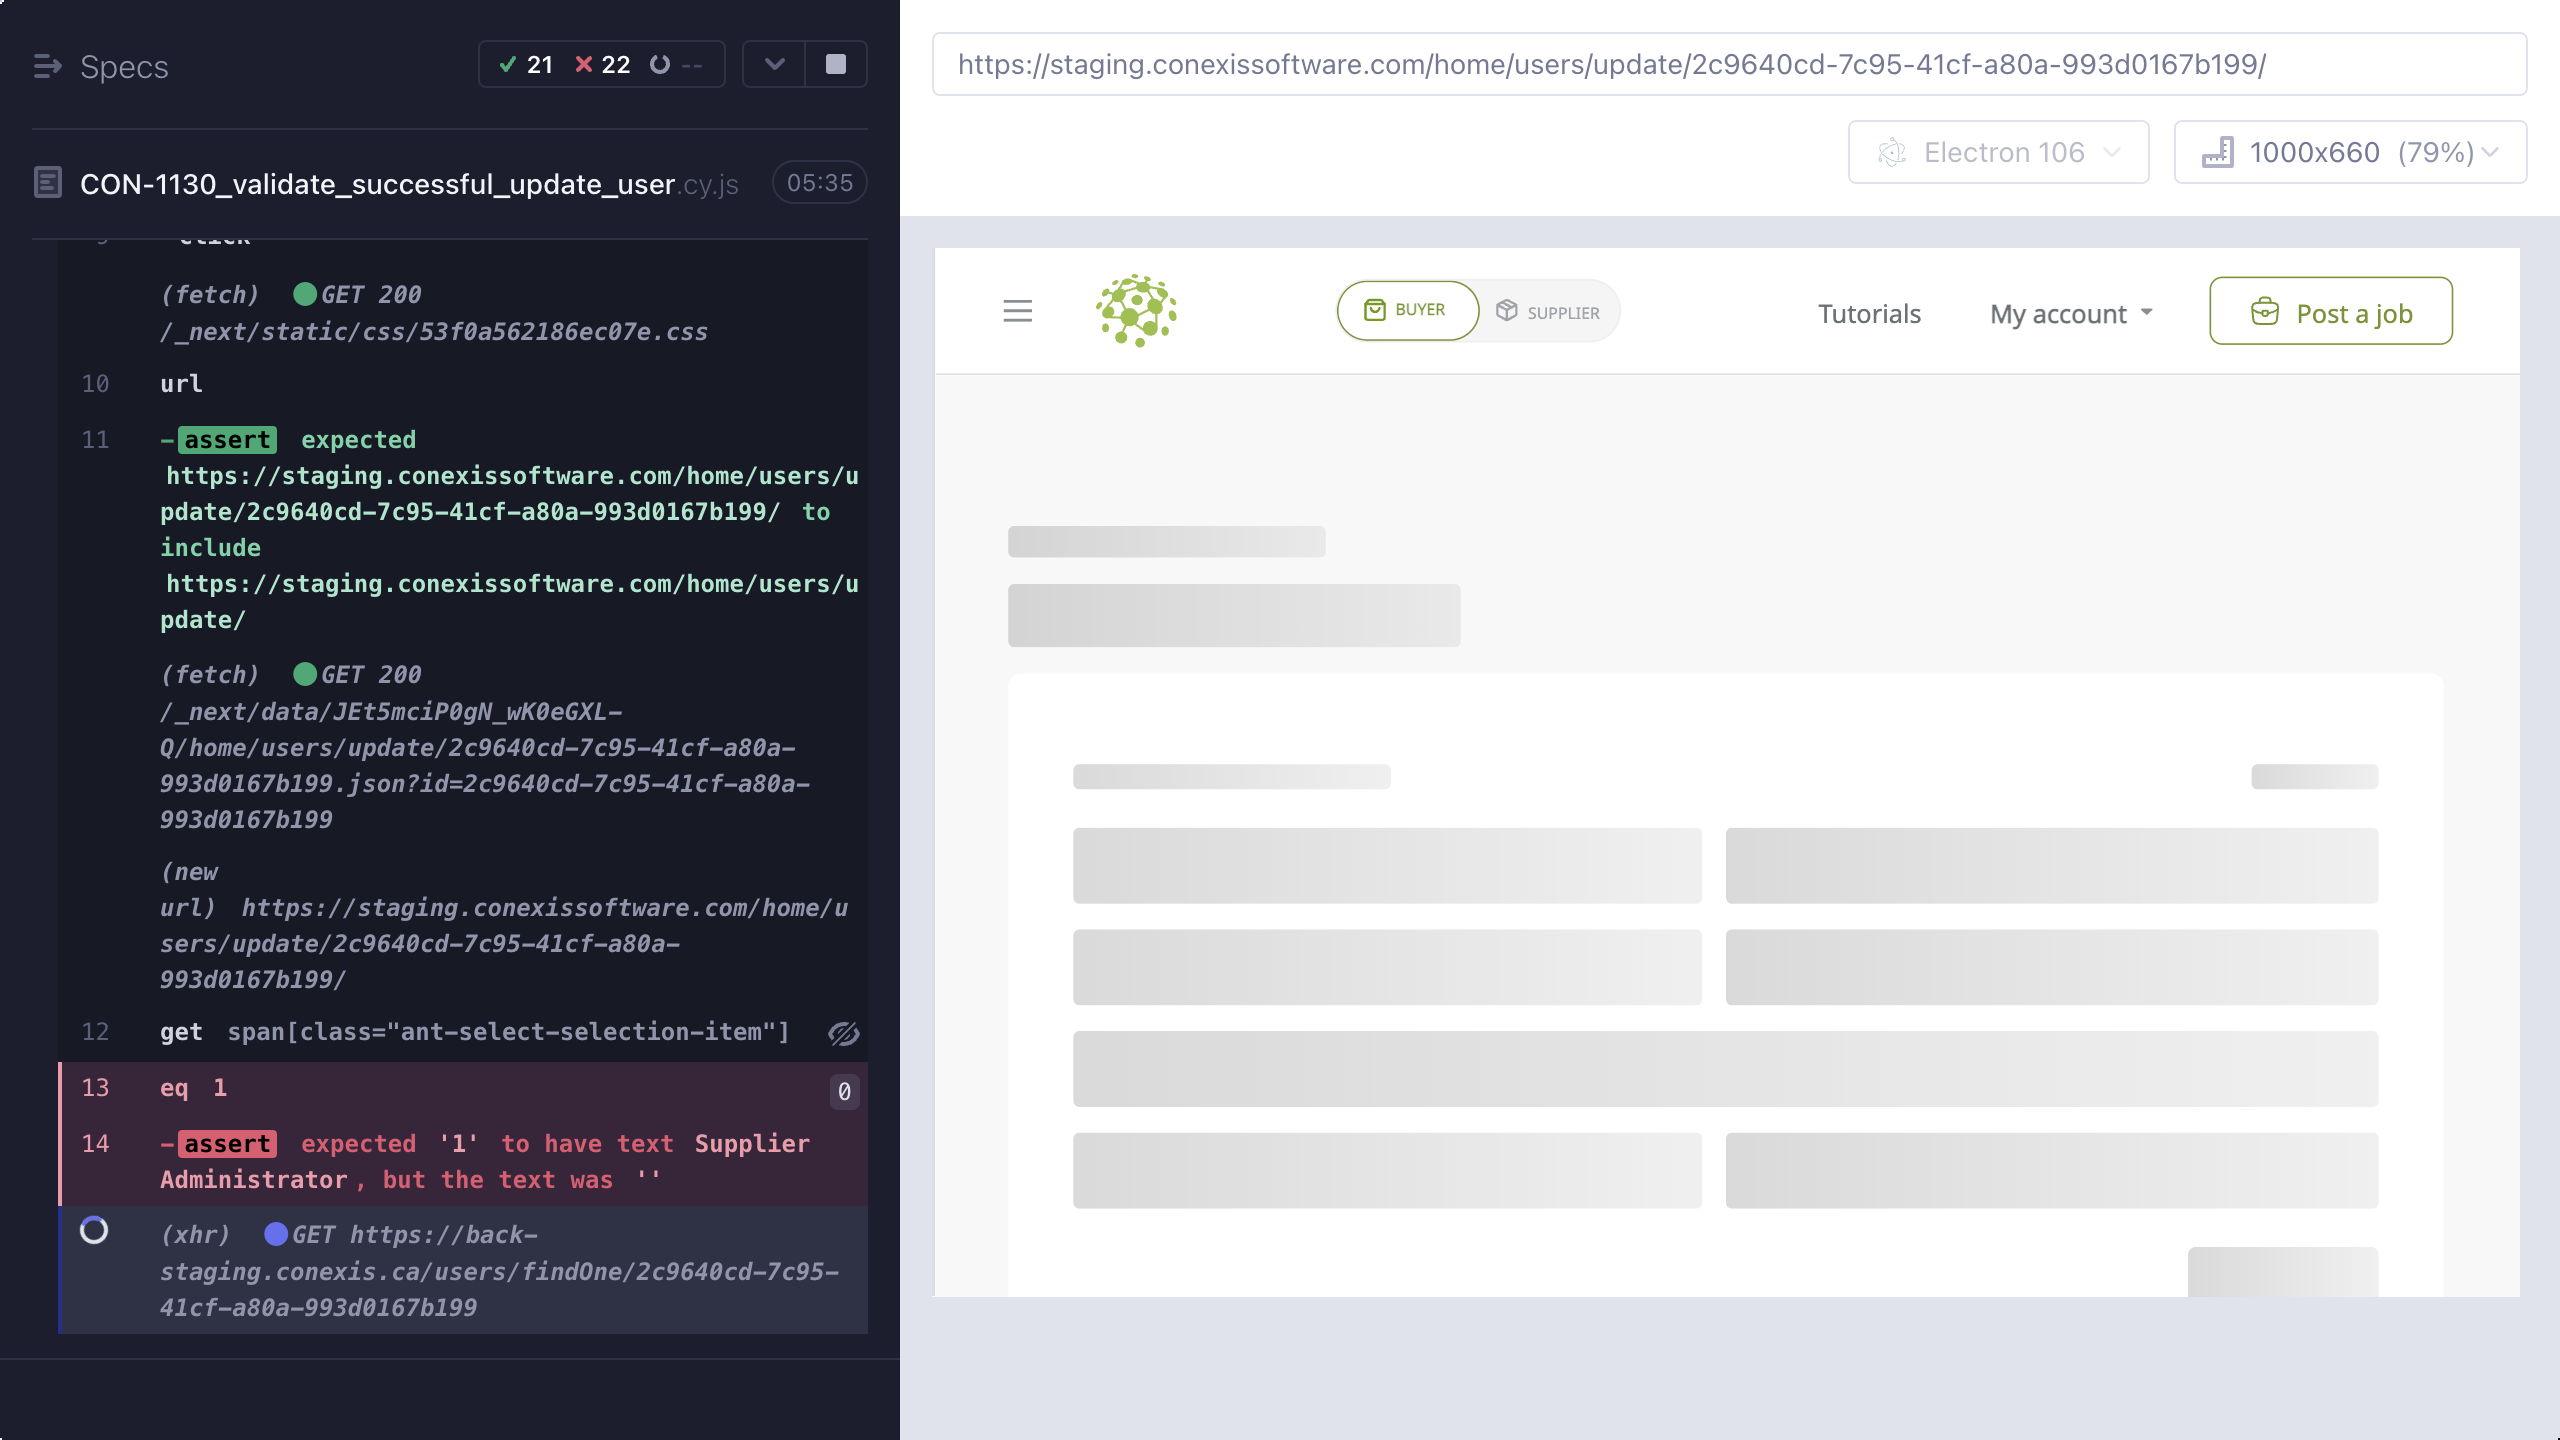 Specs
21 22 --
CON-1130_validate_successful_update_user.cy.js 05:35
9 -click
(fetch) GET 200
/_next/static/css/53f0a562186ec07e.css
10 url
11 -assert expected
https://staging.conexissoftware.com/home/users/u
pdate/2c9640cd-7c95-41cf-a80a-993d0167b199/ to
include
https://staging.conexissoftware.com/home/users/u
pdate/
(fetch) GET 200
/_next/data/JEt5mciP0gN_wK0eGXL-
Q/home/users/update/2c9640cd-7c95-41cf-a80a-
993d0167b199.json?id=2c9640cd-7c95-41cf-a80a-
993d0167b199
(new
url) https://staging.conexissoftware.com/home/u
sers/update/2c9640cd-7c95-41cf-a80a-
993d0167b199/
12 get span[class="ant-select-selection-item"]
13 eq 1 0
14 -assert expected '1' to have text Supplier
Administrator, but the text was ''
(xhr) GET https://back-
staging.conexis.ca/users/findOne/2c9640cd-7c95-
41cf-a80a-993d0167b199
https://staging.conexissoftware.com/home/users/update/2c9640cd-7c95-41cf-a80a-993d0167b199/
Electron 106 1000x660 (79%)
BUYER SUPPLIER Tutorials My account Post a job